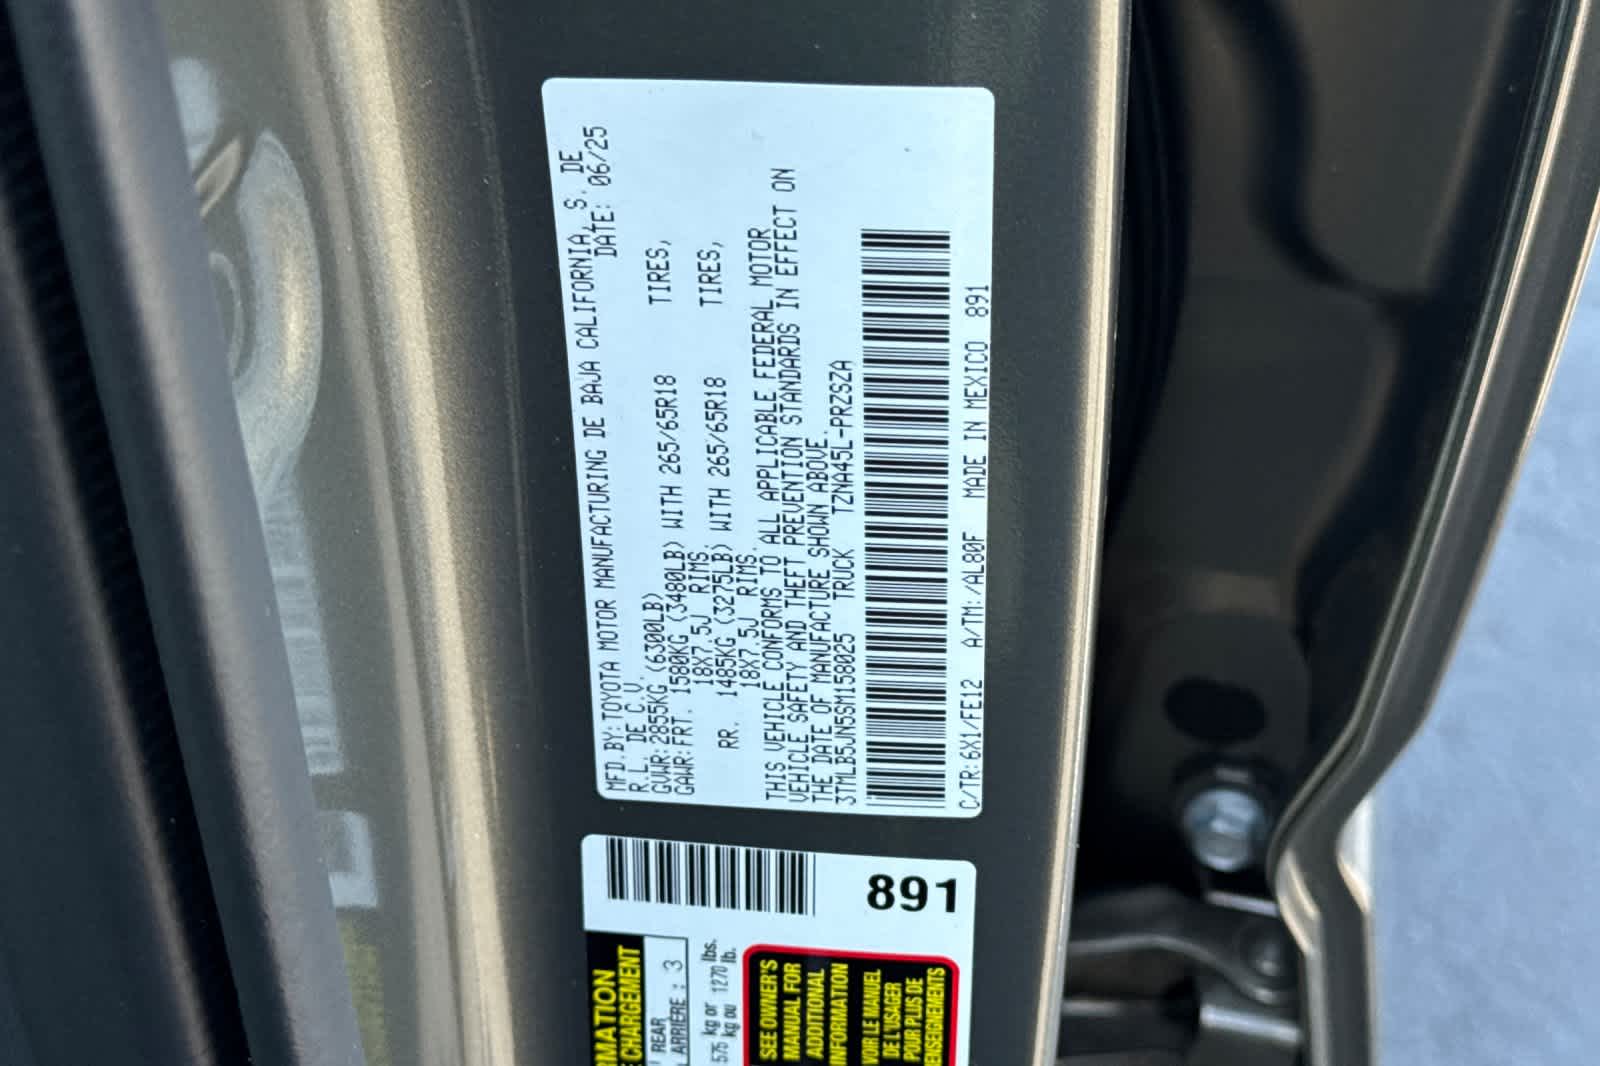 MFD.BY:TOYOTA MOTOR MANUFACTURING DE BAJA CALIFORNIA, S. DE
R.L. DE C.V. DATE: 06/25
GVWR:2855KG (6300LB)
GAWR:FRT. 1580KG (3480LB) WITH 265/65R18 TIRES,
18X7.5J RIMS.
RR. 1485KG (3275LB) WITH 265/65R18 TIRES,
18X7.5J RIMS.
THIS VEHICLE CONFORMS TO ALL APPLICABLE FEDERAL MOTOR
VEHICLE SAFETY AND THEFT PREVENTION STANDARDS IN EFFECT ON
THE DATE OF MANUFACTURE SHOWN ABOVE.
3TMLB5JN5SM158025 TRUCK TZNA45L-PRZSZA
C/TR:6X1/FE12 A/TM:/AL80F MADE IN MEXICO 891
891
REAR
ARRIÈRE : 3
575 kg or 1270 lbs.
kg ou lb.
SEE OWNER'S
MANUAL FOR
ADDITIONAL
INFORMATION
VOIR LE MANUEL
DE L'USAGER
POUR PLUS DE